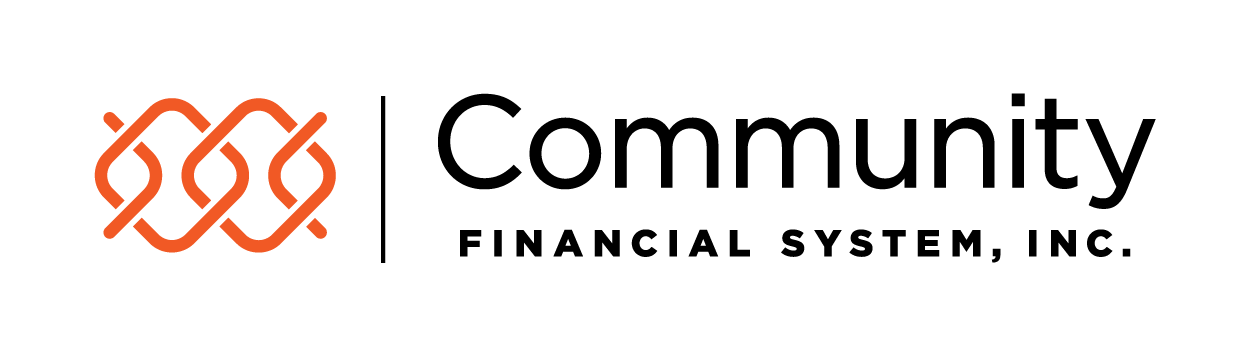 Community
FINANCIAL SYSTEM, INC.